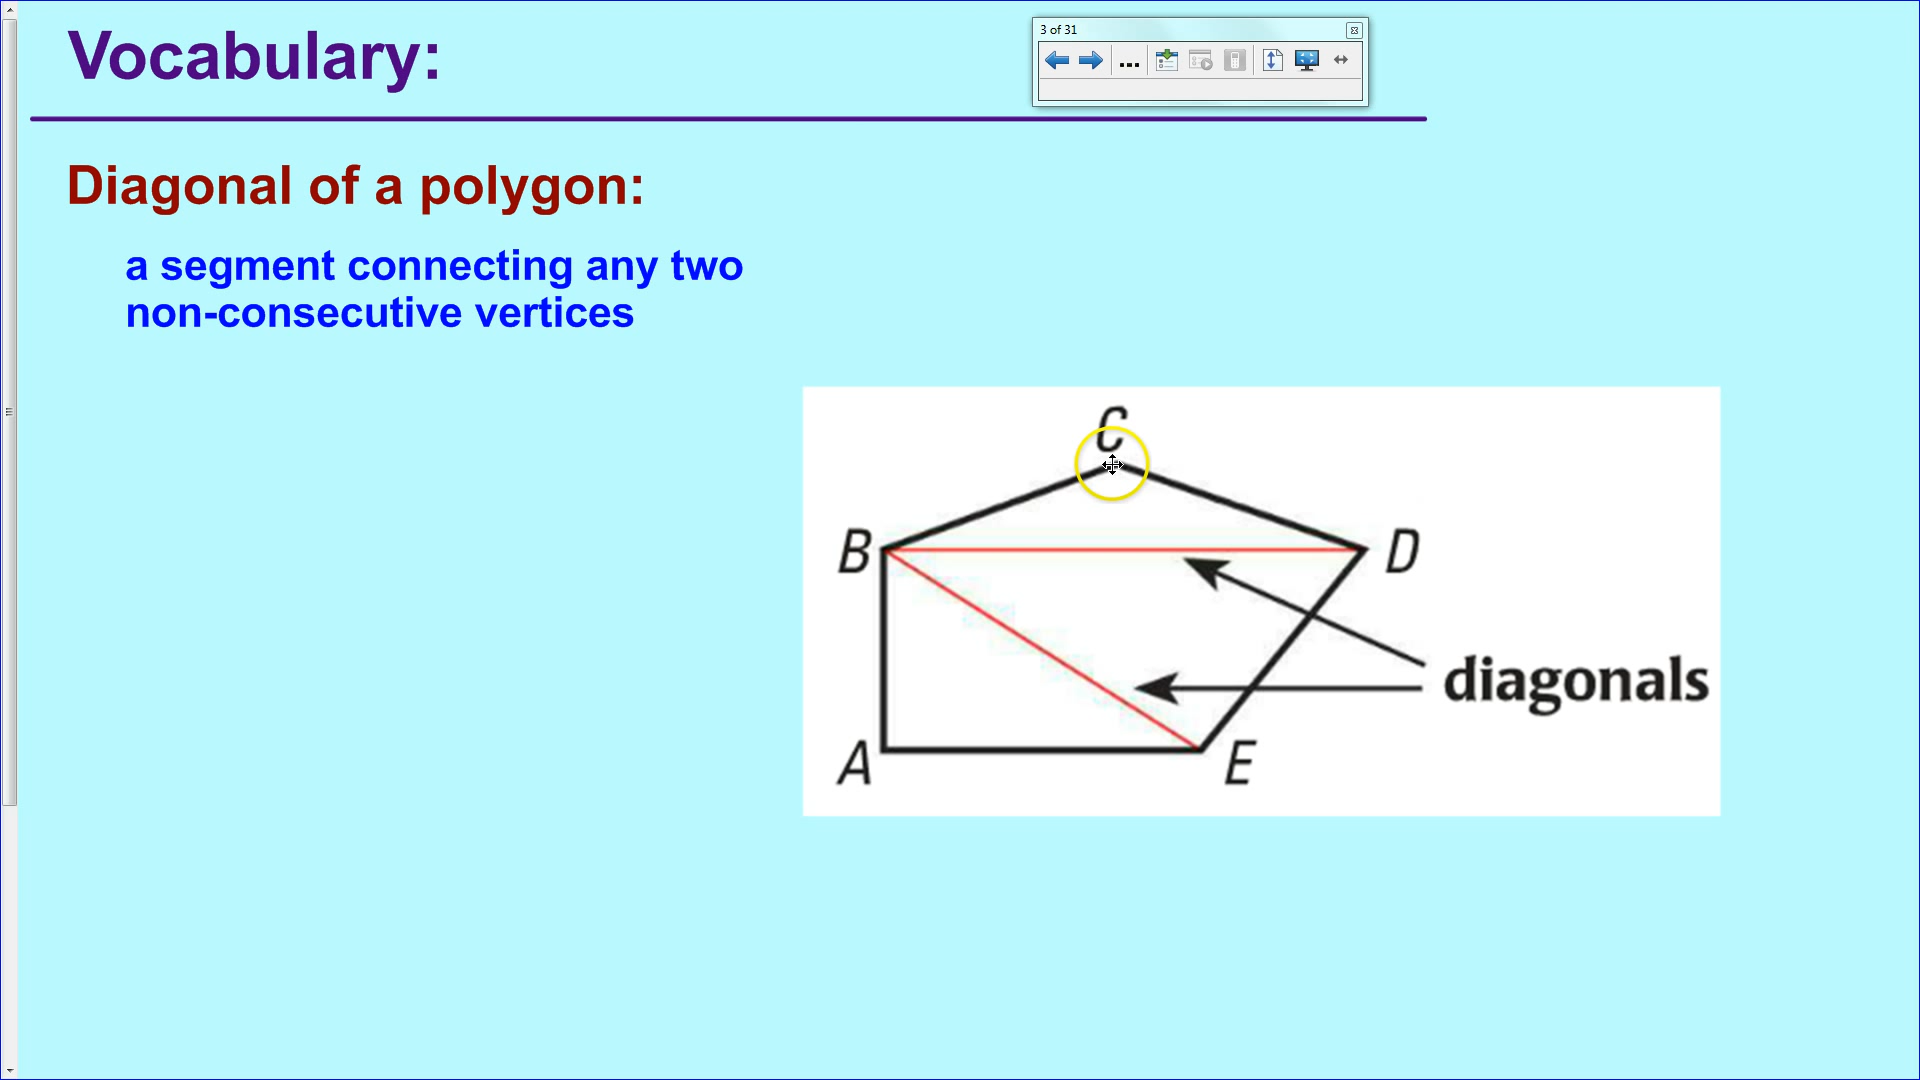 Vocabulary:
3 of 31
...
Diagonal of a polygon:
a segment connecting any two
non-consecutive vertices
C
B
D
diagonals
A
E